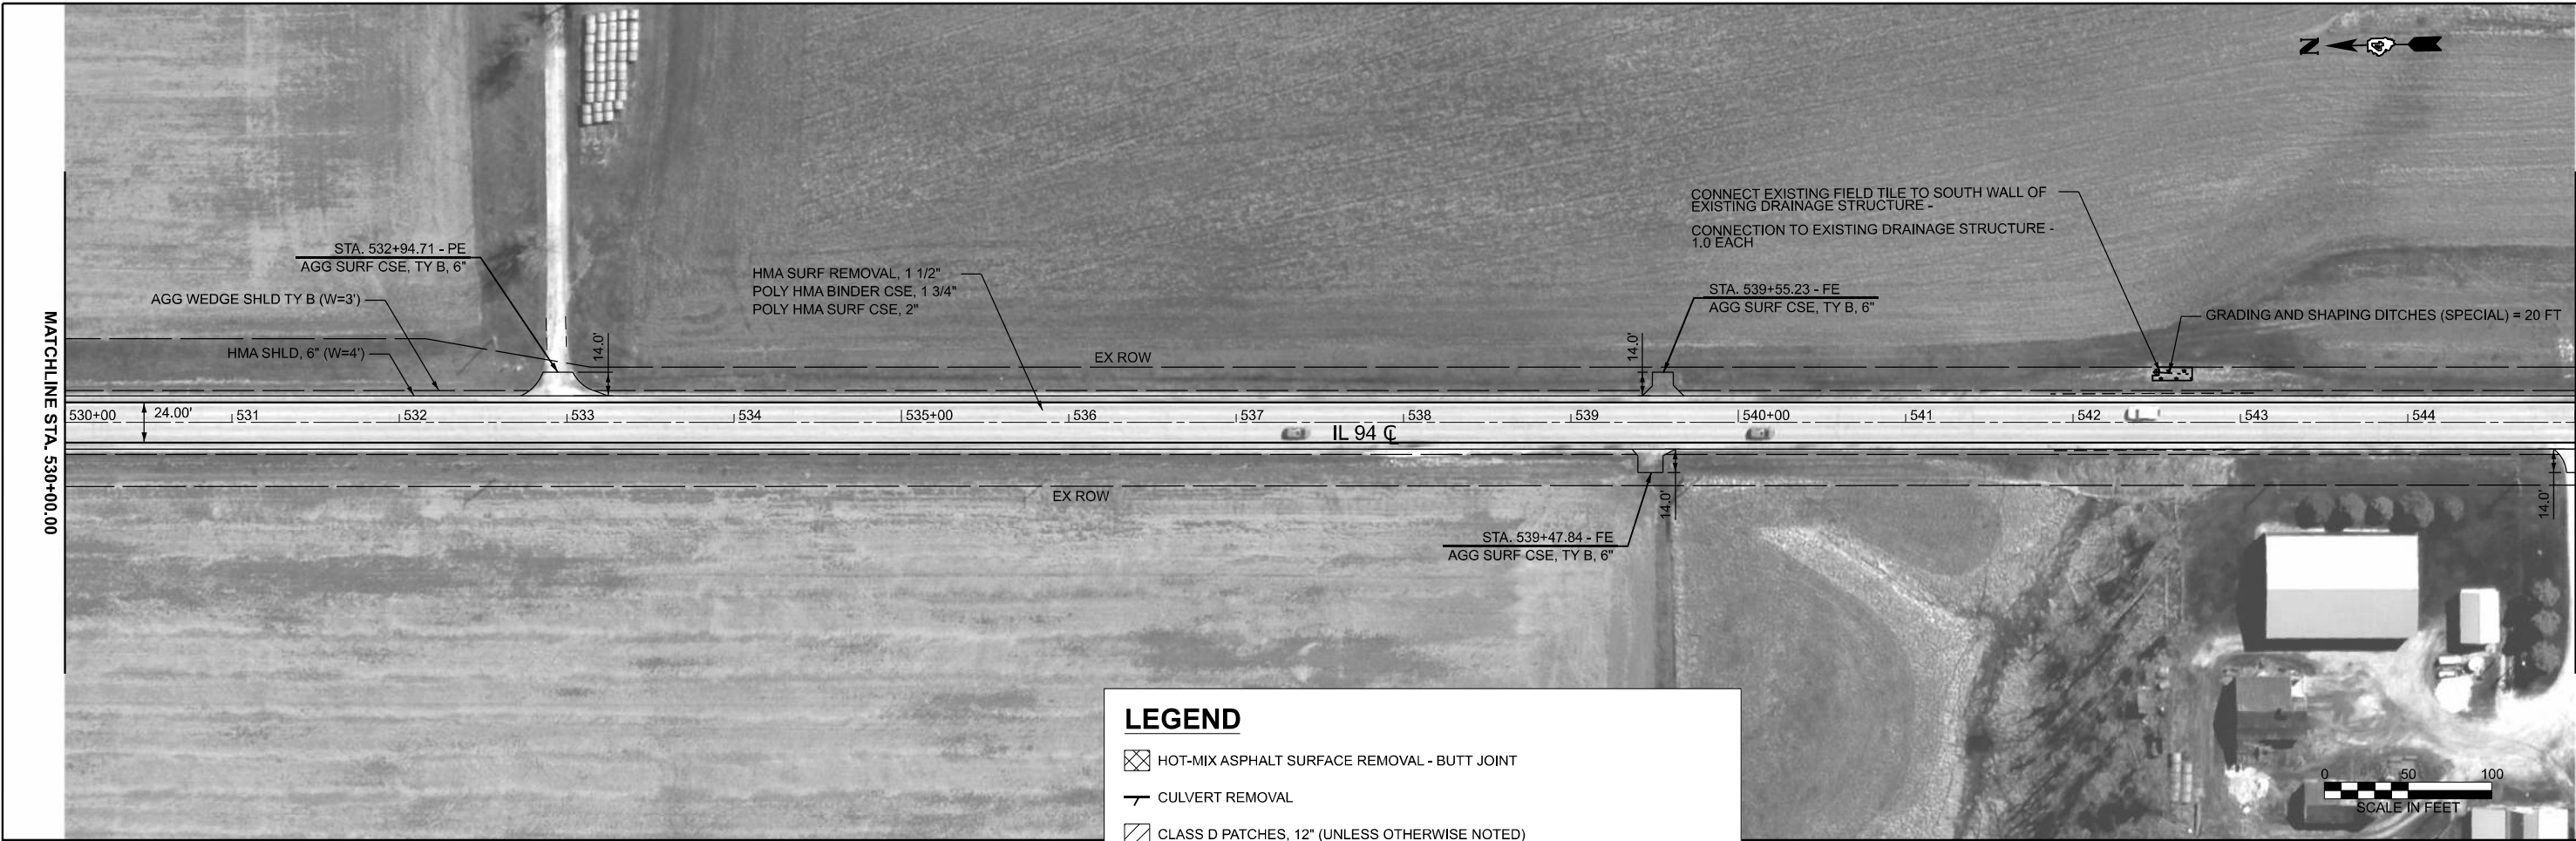 N
MATCHLINE STA. 530+00.00
STA. 532+94.71 - PE
AGG SURF CSE, TY B, 6"
AGG WEDGE SHLD TY B (W=3')
HMA SHLD, 6" (W=4')
14.0'
HMA SURF REMOVAL, 1 1/2"
POLY HMA BINDER CSE, 1 3/4"
POLY HMA SURF CSE, 2"
EX ROW
CONNECT EXISTING FIELD TILE TO SOUTH WALL OF
EXISTING DRAINAGE STRUCTURE -
CONNECTION TO EXISTING DRAINAGE STRUCTURE -
1.0 EACH
STA. 539+55.23 - FE
AGG SURF CSE, TY B, 6"
14.0'
GRADING AND SHAPING DITCHES (SPECIAL) = 20 FT
530+00 531 532 533 534 535+00 536 537 538 539 540+00 541 542 543 544
24.00'
IL 94 ℄
EX ROW
STA. 539+47.84 - FE
AGG SURF CSE, TY B, 6"
14.0'
14.0'
LEGEND
HOT-MIX ASPHALT SURFACE REMOVAL - BUTT JOINT
CULVERT REMOVAL
CLASS D PATCHES, 12" (UNLESS OTHERWISE NOTED)
0 50 100
SCALE IN FEET